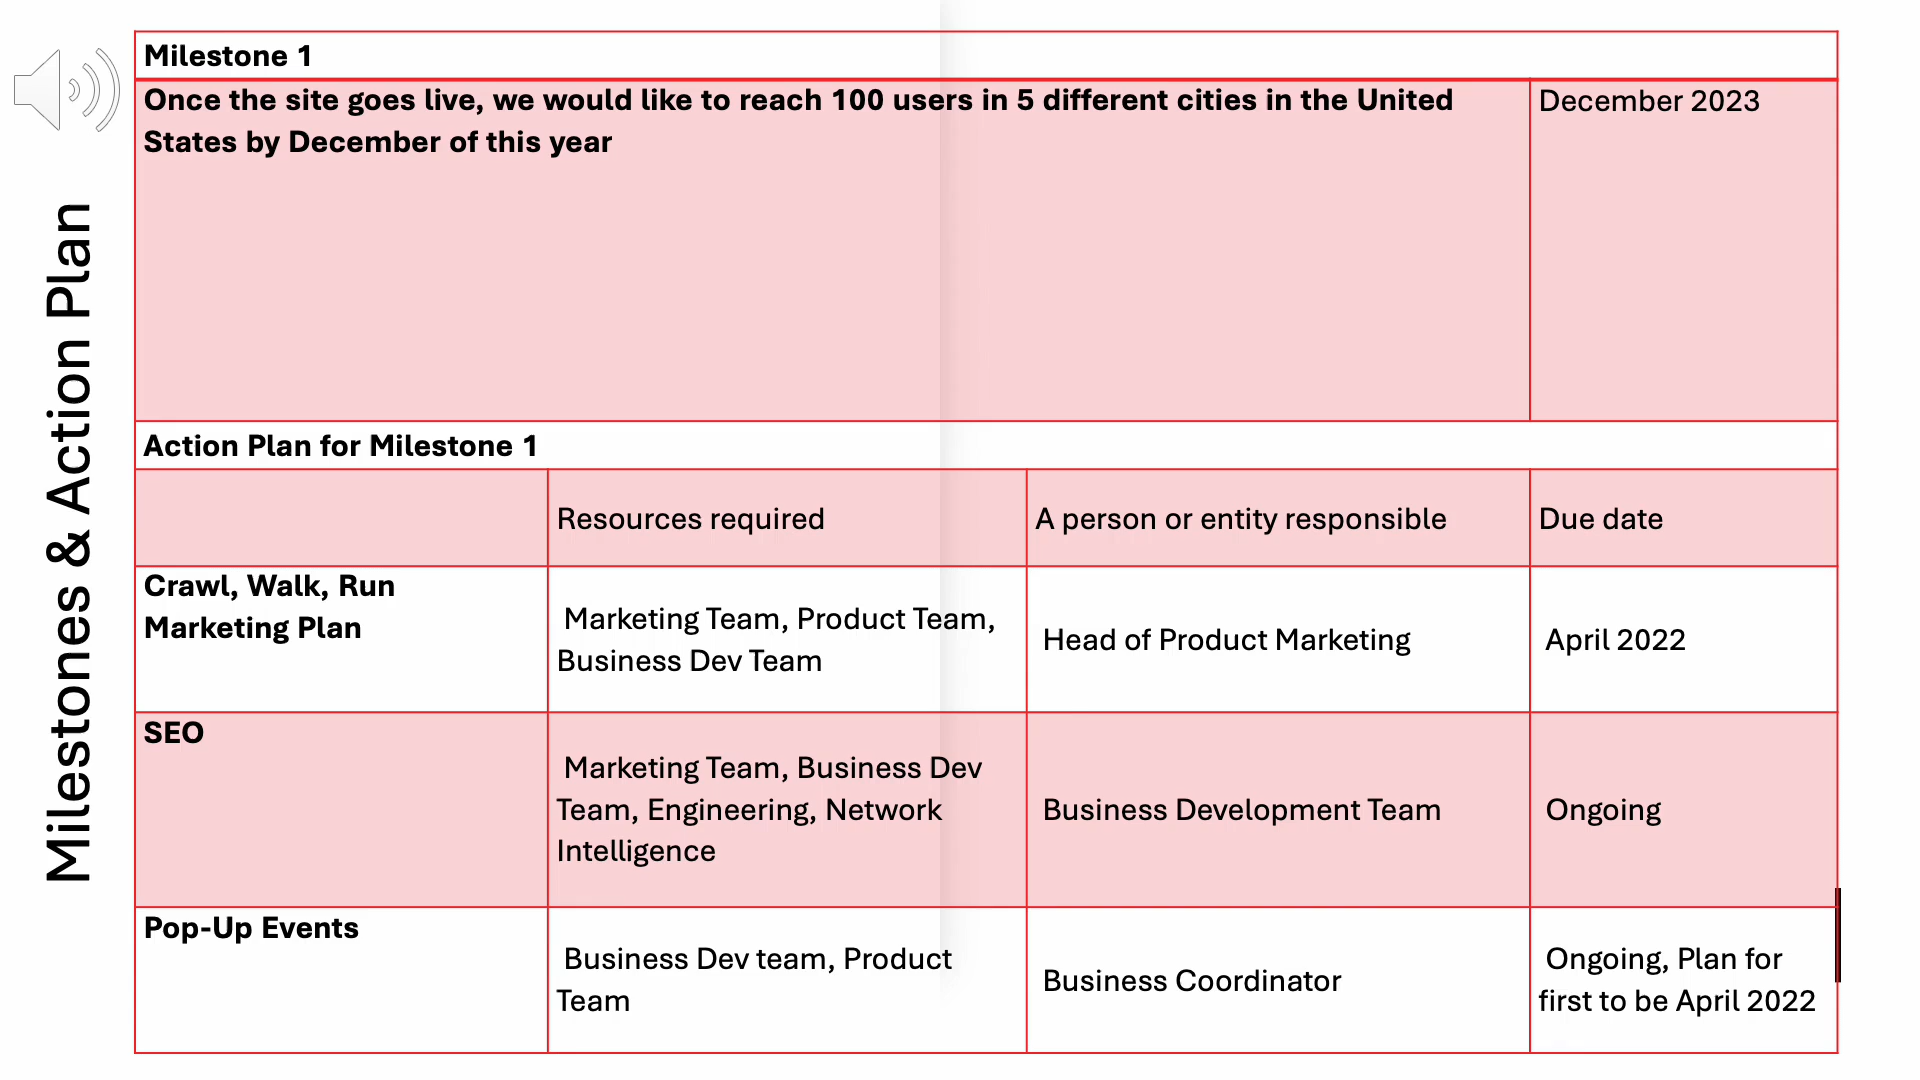 Milestones & Action Plan
Milestone 1
Once the site goes live, we would like to reach 100 users in 5 different cities in the United
States by December of this year
December 2023
Action Plan for Milestone 1
Resources required
A person or entity responsible
Due date
Crawl, Walk, Run
Marketing Plan
Marketing Team, Product Team,
Business Dev Team
Head of Product Marketing
April 2022
SEO
Marketing Team, Business Dev
Team, Engineering, Network
Intelligence
Business Development Team
Ongoing
Pop-Up Events
Business Dev team, Product
Team
Business Coordinator
Ongoing, Plan for
first to be April 2022